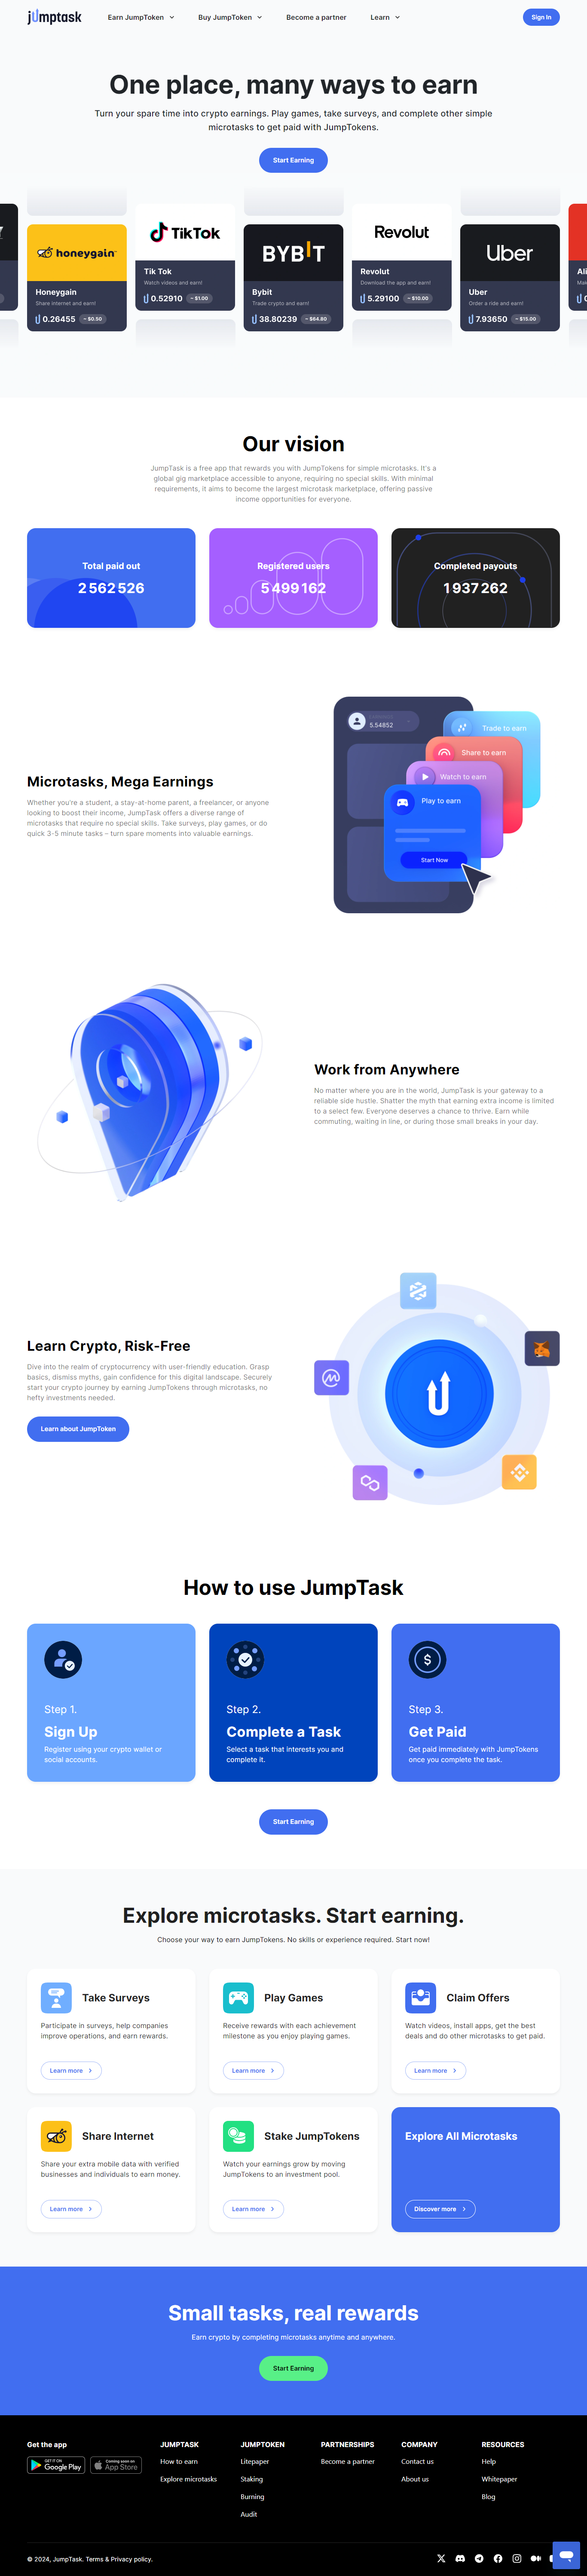 jumptask
Earn JumpToken
Buy JumpToken
Become a partner
Learn
Sign In
One place, many ways to earn
Turn your spare time into crypto earnings. Play games, take surveys, and complete other simple
microtasks to get paid with JumpTokens.
Start Earning
honeygain
Honeygain
Share internet and earn!
0.26455 ~ $0.50
TikTok
Tik Tok
Watch videos and earn!
0.52910 ~ $1.00
BYBIT
Bybit
Trade crypto and earn!
38.80239 ~ $64.80
Revolut
Revolut
Download the app and earn!
5.29100 ~ $10.00
Uber
Uber
Order a ride and earn!
7.93650 ~ $15.00
Our vision
JumpTask is a free app that rewards you with JumpTokens for simple microtasks. It's a
global gig marketplace accessible to anyone, requiring no special skills. With minimal
requirements, it aims to become the largest microtask marketplace, offering passive
income opportunities for everyone.
Total paid out
2 562 526
Registered users
5 499 162
Completed payouts
1 937 262
Microtasks, Mega Earnings
Whether you're a student, a stay-at-home parent, a freelancer, or anyone
looking to boost their income, JumpTask offers a diverse range of
microtasks that require no special skills. Take surveys, play games, or do
quick 3-5 minute tasks – turn spare moments into valuable earnings.
5.54852
Trade to earn
Share to earn
Watch to earn
Play to earn
Start Now
Work from Anywhere
No matter where you are in the world, JumpTask is your gateway to a
reliable side hustle. Shatter the myth that earning extra income is limited
to a select few. Everyone deserves a chance to thrive. Earn while
commuting, waiting in line, or during those small breaks in your day.
Learn Crypto, Risk-Free
Dive into the realm of cryptocurrency with user-friendly education. Grasp
basics, dismiss myths, gain confidence for this digital landscape. Securely
start your crypto journey by earning JumpTokens through microtasks, no
hefty investments needed.
Learn about JumpToken
How to use JumpTask
Step 1.
Sign Up
Register using your crypto wallet or
social accounts.
Step 2.
Complete a Task
Select a task that interests you and
complete it.
Step 3.
Get Paid
Get paid immediately with JumpTokens
once you complete the task.
Start Earning
Explore microtasks. Start earning.
Choose your way to earn JumpTokens. No skills or experience required. Start now!
Take Surveys
Participate in surveys, help companies
improve operations, and earn rewards.
Learn more
Play Games
Receive rewards with each achievement
milestone as you enjoy playing games.
Learn more
Claim Offers
Watch videos, install apps, get the best
deals and do other microtasks to get paid.
Learn more
Share Internet
Share your extra mobile data with verified
businesses and individuals to earn money.
Learn more
Stake JumpTokens
Watch your earnings grow by moving
JumpTokens to an investment pool.
Learn more
Explore All Microtasks
Discover more
Small tasks, real rewards
Earn crypto by completing microtasks anytime and anywhere.
Start Earning
Get the app
GET IT ON
Google Play
Coming soon on
App Store
JUMPTASK
How to earn
Explore microtasks
JUMPTOKEN
Litepaper
Staking
Burning
Audit
PARTNERSHIPS
Become a partner
COMPANY
Contact us
About us
RESOURCES
Help
Whitepaper
Blog
© 2024, JumpTask. Terms & Privacy policy.